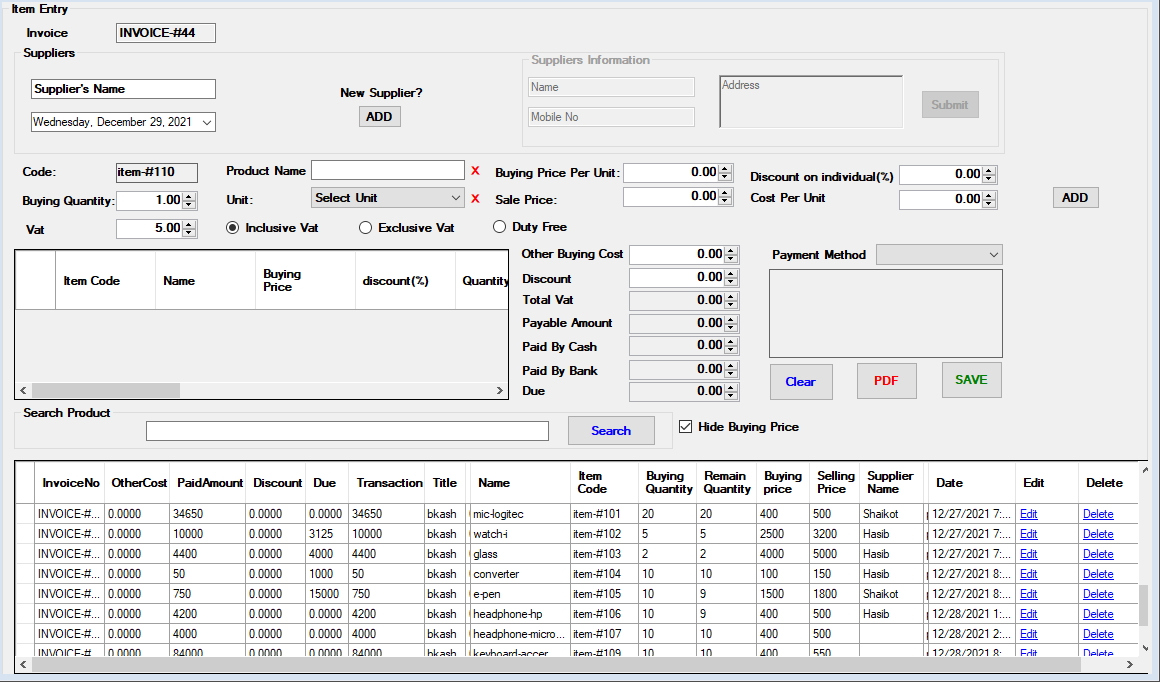 Item Entry
Invoice INVOICE-#44
Suppliers
Suppliers Information
Supplier's Name
New Supplier?
Name
Address
Submit
Wednesday, December 29, 2021
ADD
Mobile No
Code: item-#110 Product Name X Buying Price Per Unit: 0.00 Discount on individual(%) 0.00
Buying Quantity: 1.00 Unit: Select Unit X Sale Price: 0.00 Cost Per Unit 0.00 ADD
Vat 5.00 Inclusive Vat Exclusive Vat Duty Free
Item Code Name Buying Price discount(%) Quantity
Other Buying Cost 0.00
Discount 0.00
Total Vat 0.00
Payable Amount 0.00
Paid By Cash 0.00
Paid By Bank 0.00
Due 0.00
Payment Method
Clear PDF SAVE
Search Product
Search Hide Buying Price
InvoiceNo OtherCost PaidAmount Discount Due Transaction Title Name Item Code Buying Quantity Remain Quantity Buying price Selling Price Supplier Name Date Edit Delete
INVOICE-#... 0.0000 34650 0.0000 0.0000 34650 bkash mic-logitec item-#101 20 20 400 500 Shaikot 12/27/2021 7:... Edit Delete
INVOICE-#... 0.0000 10000 0.0000 3125 10000 bkash watch-i item-#102 5 5 2500 3200 Hasib 12/27/2021 7:... Edit Delete
INVOICE-#... 0.0000 4400 0.0000 4000 4400 bkash glass item-#103 2 2 4000 5000 Hasib 12/27/2021 7:... Edit Delete
INVOICE-#... 0.0000 50 0.0000 1000 50 bkash converter item-#104 10 10 100 150 Hasib 12/27/2021 8:... Edit Delete
INVOICE-#... 0.0000 750 0.0000 15000 750 bkash e-pen item-#105 10 9 1500 1800 Shaikot 12/27/2021 8:... Edit Delete
INVOICE-#... 0.0000 4200 0.0000 0.0000 4200 bkash headphone-hp item-#106 10 9 400 500 Hasib 12/28/2021 1:... Edit Delete
INVOICE-#... 0.0000 4000 0.0000 0.0000 4000 bkash headphone-micro... item-#107 10 10 400 500 12/28/2021 2:... Edit Delete
INVOICE-#... 0.0000 84000 0.0000 0.0000 84000 bkash keyboard-accer item-#109 10 10 400 550 12/28/2021 8:... Edit Delete